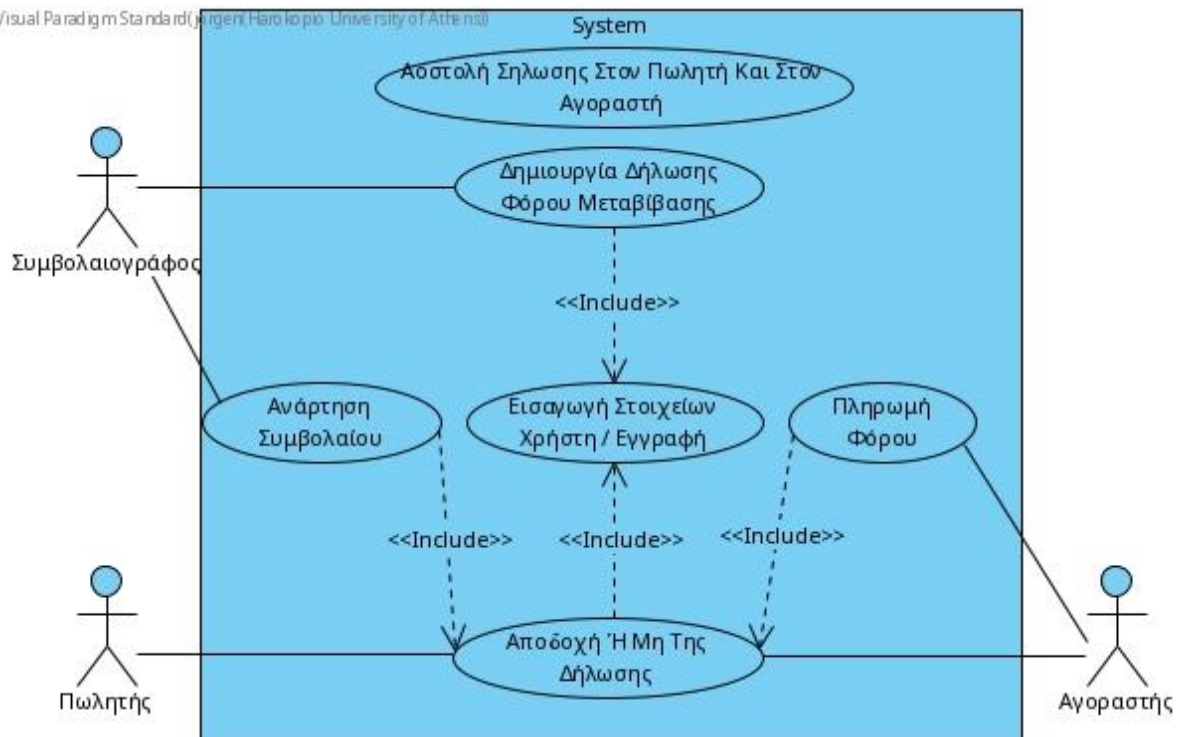 Visual Paradigm Standard(jorgen(Harokopio University of Athens))
System
Αοστολή Σηλωσης Στον Πωλητή Και Στον
Αγοραστή
Δημιουργία Δήλωσης
Φόρου Μεταβίβασης
Συμβολαιογράφος
<<Include>>
Ανάρτηση
Συμβολαίου
Εισαγωγή Στοιχείων
Χρήστη / Εγγραφή
Πληρωμή
Φόρου
<<Include>>
<<Include>>
<<Include>>
Αποδοχή Ή Μη Της
Δήλωσης
Πωλητής
Αγοραστής